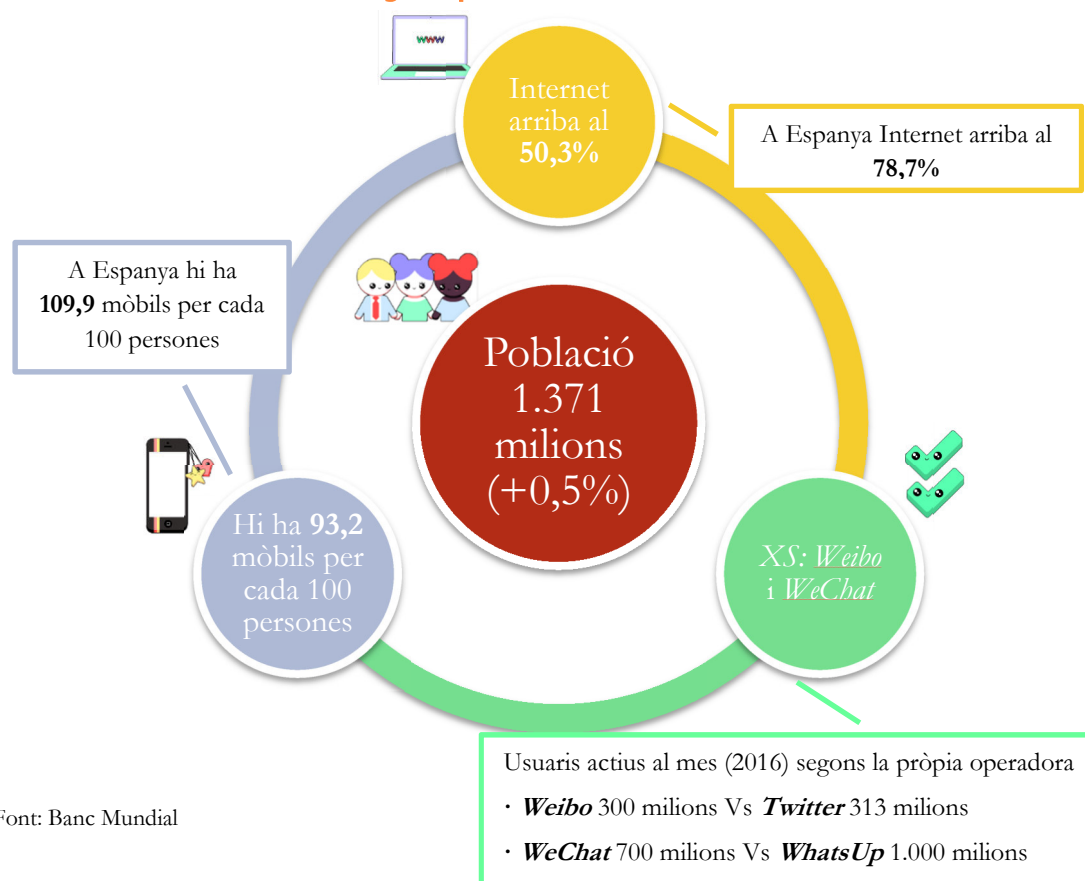 www
Internet
arriba al
50,3%
A Espanya Internet arriba al
78,7%
A Espanya hi ha
109,9 mòbils per cada
100 persones
Població
1.371
milions
(+0,5%)
Hi ha 93,2
mòbils per
cada 100
persones
XS: Weibo
i WeChat
Usuaris actius al mes (2016) segons la pròpia operadora
· Weibo 300 milions Vs Twitter 313 milions
· WeChat 700 milions Vs WhatsUp 1.000 milions
Font: Banc Mundial